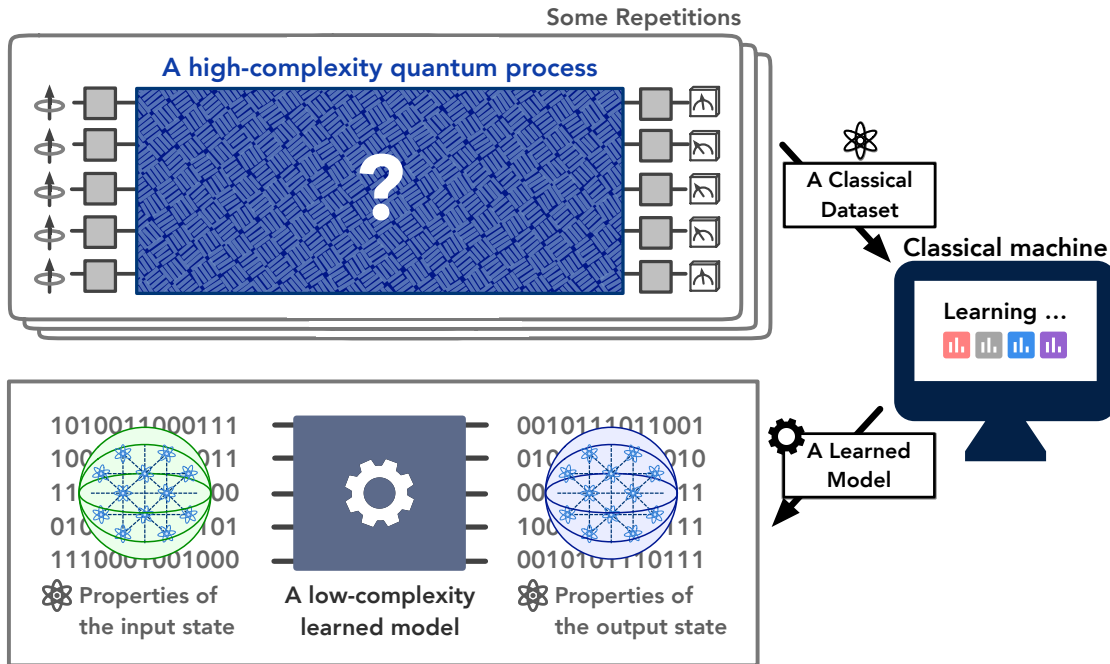 Some Repetitions
A high-complexity quantum process
?
A Classical
Dataset
Classical machine
Learning ...
A Learned
Model
1010011000111
0010111011001
100
011
010
010
11
00
00
11
010
101
100
111
1110001001000
0010101110111
Properties of
the input state
A low-complexity
learned model
Properties of
the output state